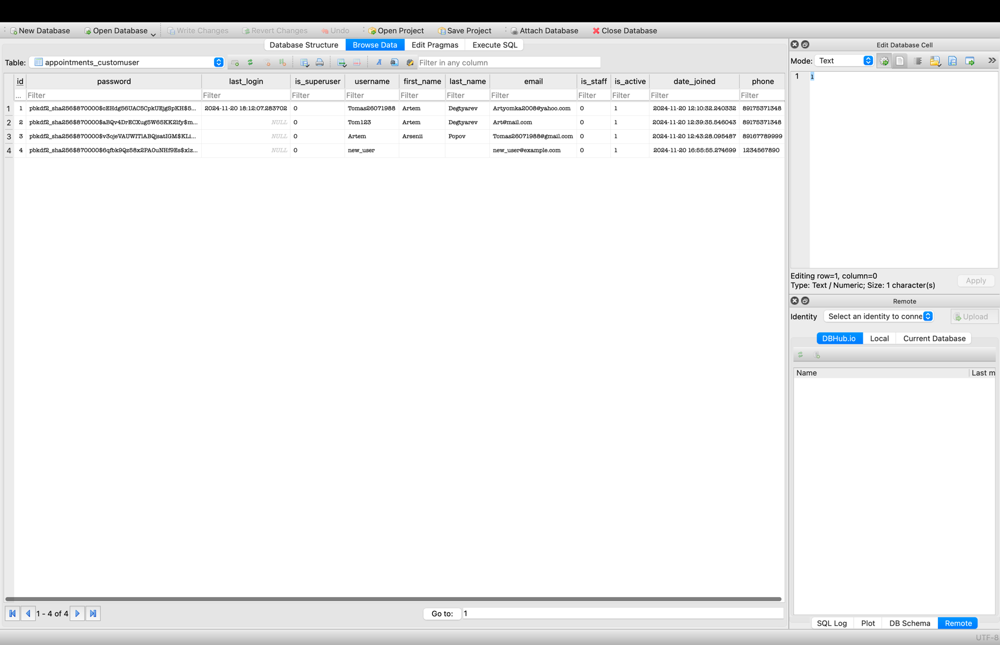 New Database Open Database Write Changes Revert Changes Undo Open Project Save Project Attach Database Close Database
Database Structure Browse Data Edit Pragmas Execute SQL
Table: appointments_customuser Filter in any column
id password last_login is_superuser username first_name last_name email is_staff is_active date_joined phone
... Filter Filter Filter Filter Filter Filter Filter Filter Filter Filter Filter
1 1 pbkdf2_sha256$870000$cEHdg56UAC5CpkUEjgSpKH$5... 2024-11-20 18:12:07.283702 0 Tomas26071988 Artem Degtyarev Artyomka2008@yahoo.com 0 1 2024-11-20 12:10:32.240332 89175371348
2 2 pbkdf2_sha256$870000$aBQv4DrECXug5W65KK2lfy$m... NULL 0 Tom123 Artem Degtyarev Art@mail.com 0 1 2024-11-20 12:39:35.546043 89175371348
3 3 pbkdf2_sha256$870000$v3ojeVAUWITlABQjsatIGM$KLi... NULL 0 Artem Arsenii Popov Tomas26071988@gmail.com 0 1 2024-11-20 12:43:28.095487 89167789999
4 4 pbkdf2_sha256$870000$6qfbk9Qz58x2PA0uNHf9Es$xlz... NULL 0 new_user new_user@example.com 0 1 2024-11-20 16:55:55.274699 1234567890
1 - 4 of 4 Go to: 1
Edit Database Cell
Mode: Text
1 1
Editing row=1, column=0
Type: Text / Numeric; Size: 1 character(s)
Apply
Remote
Identity Select an identity to conne Upload
DBHub.io Local Current Database
Name Last m
SQL Log Plot DB Schema Remote
UTF-8